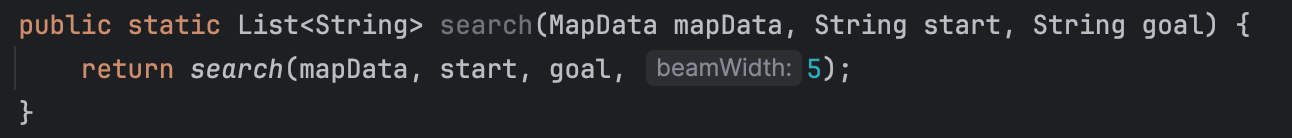 public static List<String> search(MapData mapData, String start, String goal) {
    return search(mapData, start, goal, beamWidth: 5);
}